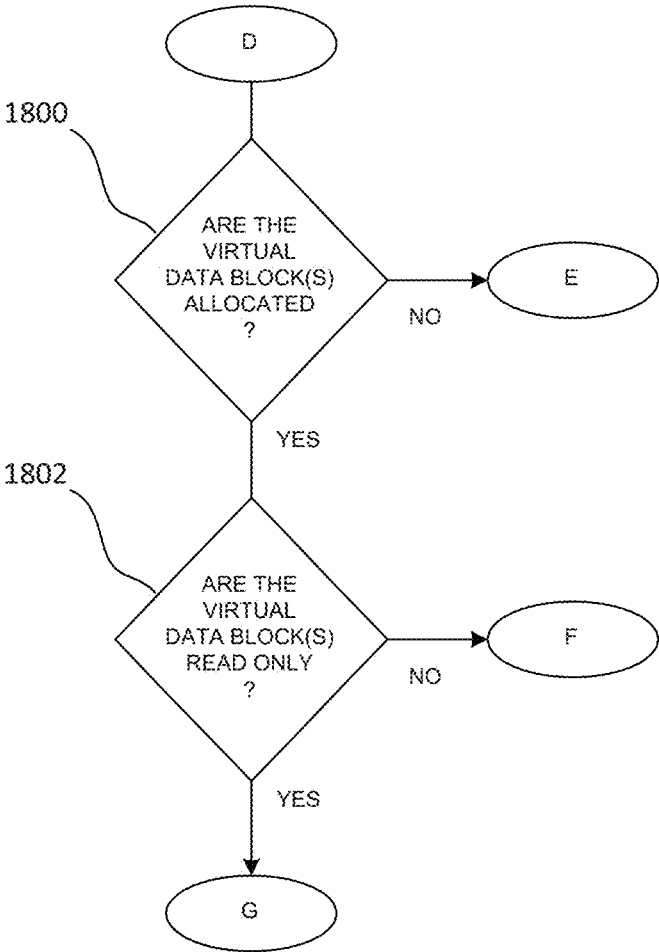 D
1800
ARE THE
VIRTUAL
DATA BLOCK(S)
ALLOCATED
?
E
NO
YES
1802
ARE THE
VIRTUAL
DATA BLOCK(S)
READ ONLY
?
F
NO
YES
G